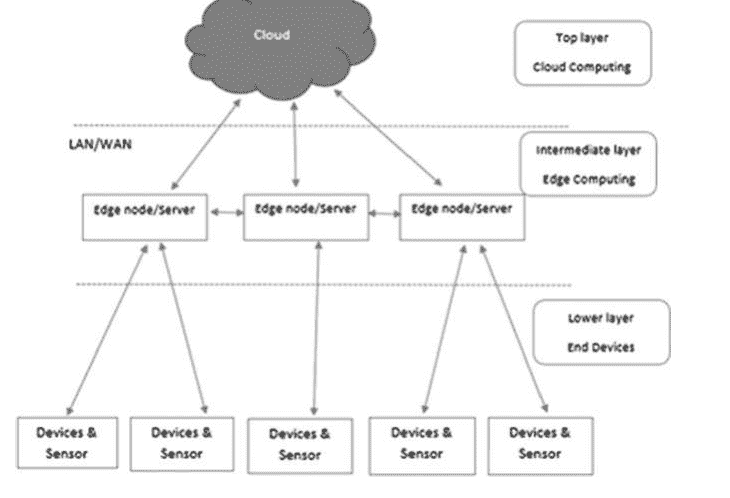 Cloud
Top layer
Cloud Computing
LAN/WAN
Intermediate layer
Edge Computing
Edge node/Server
Edge node/Server
Edge node/Server
Lower layer
End Devices
Devices &
Sensor
Devices &
Sensor
Devices &
Sensor
Devices &
Sensor
Devices &
Sensor